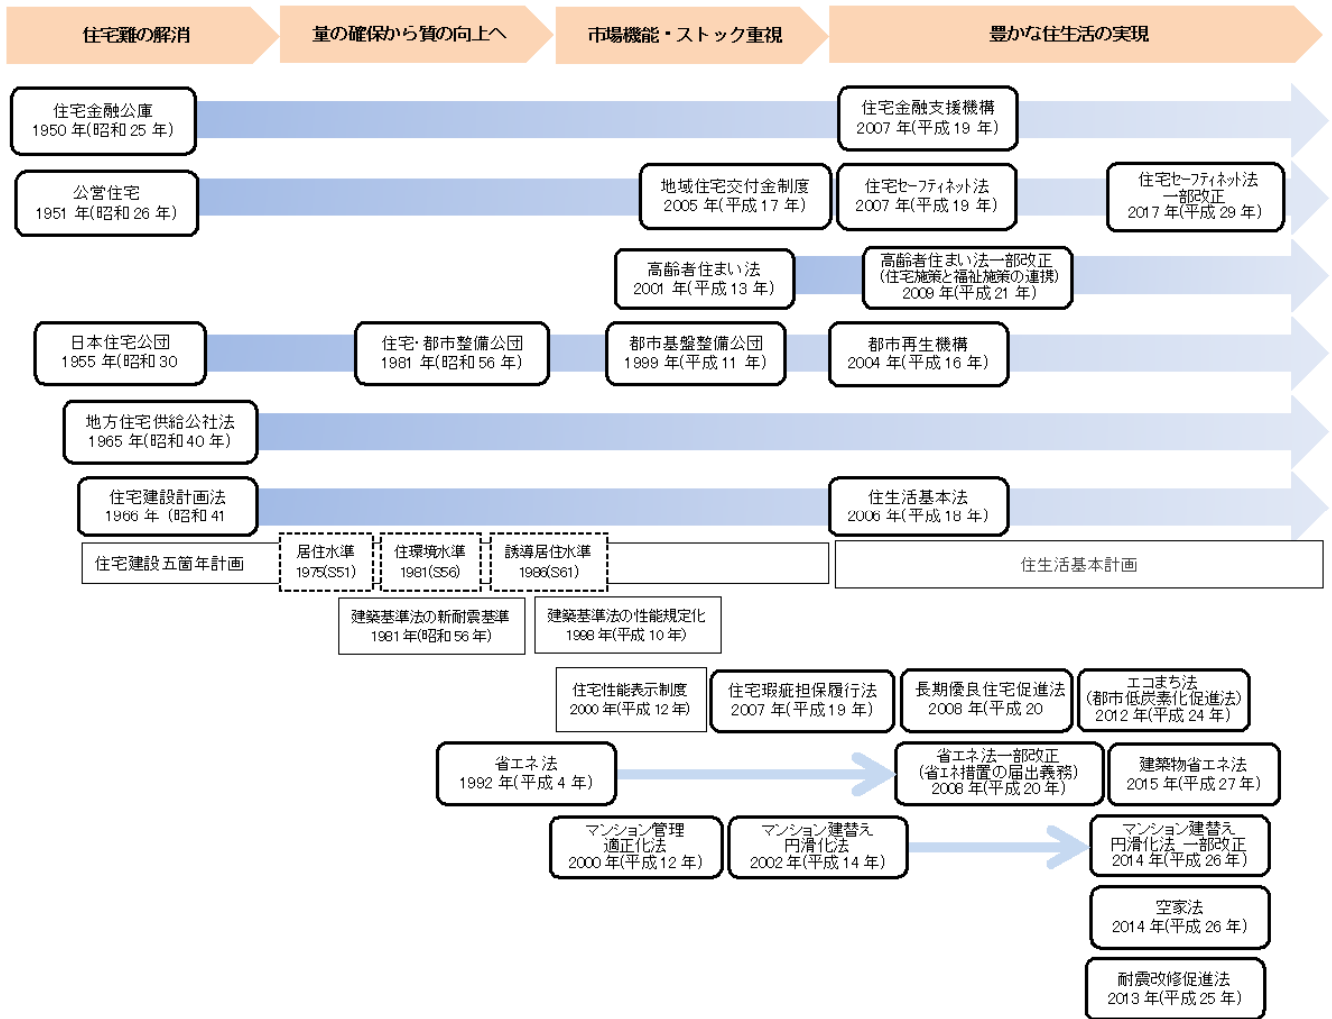 住宅難の解消
量の確保から質の向上へ
市場機能・ストック重視
豊かな住生活の実現
住宅金融公庫
1950 年(昭和 25 年)
住宅金融支援機構
2007 年(平成 19 年)
公営住宅
1951 年(昭和 26 年)
地域住宅交付金制度
2005 年(平成 17 年)
住宅セーフティネット法
2007 年(平成 19 年)
住宅セーフティネット法
一部改正
2017 年(平成 29 年)
高齢者住まい法
2001 年(平成 13 年)
高齢者住まい法一部改正
(住宅施策と福祉施策の連携)
2009 年(平成 21 年)
日本住宅公団
1955 年(昭和 30
住宅・都市整備公団
1981 年(昭和 56 年)
都市基盤整備公団
1999 年(平成 11 年)
都市再生機構
2004 年(平成 16 年)
地方住宅供給公社法
1965 年(昭和 40 年)
住宅建設計画法
1966 年 (昭和 41
住生活基本法
2006 年(平成 18 年)
住宅建設五箇年計画
居住水準
1975(S51)
住環境水準
1981(S56)
誘導居住水準
1986(S61)
住生活基本計画
建築基準法の新耐震基準
1981 年(昭和 56 年)
建築基準法の性能規定化
1998 年(平成 10 年)
住宅性能表示制度
2000 年(平成 12 年)
住宅瑕疵担保履行法
2007 年(平成 19 年)
長期優良住宅促進法
2008 年(平成 20
エコまち法
(都市低炭素化促進法)
2012 年(平成 24 年)
省エネ法
1992 年(平成 4 年)
省エネ法一部改正
(省エネ措置の届出義務)
2008 年(平成 20 年)
建築物省エネ法
2015 年(平成 27 年)
マンション管理
適正化法
2000 年(平成 12 年)
マンション建替え
円滑化法
2002 年(平成 14 年)
マンション建替え
円滑化法 一部改正
2014 年(平成 26 年)
空家法
2014 年(平成 26 年)
耐震改修促進法
2013 年(平成 25 年)